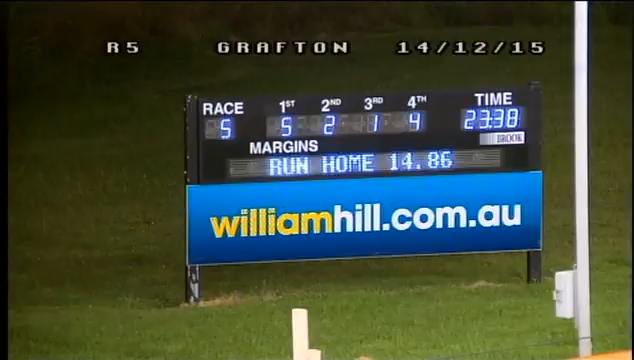 R5 GRAFTON 14/12/15
RACE 1ST 2ND 3RD 4TH TIME
5 5 2 1 4 23.38
BROOK
MARGINS
RUN HOME 14.86
williamhill.com.au